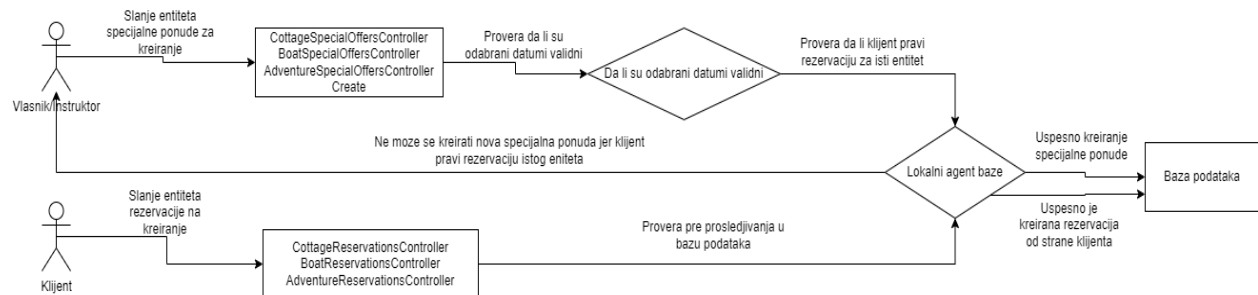 Slanje entiteta
specijalne ponude za
kreiranje
Vlasnik/Instruktor
CottageSpecialOffersController
BoatSpecialOffersController
AdventureSpecialOffersController
Create
Provera da li su
odabrani datumi validni
Da li su odabrani datumi validni
Provera da li klijent pravi
rezervaciju za isti entitet
Ne moze se kreirati nova specijalna ponuda jer klijent
pravi rezervaciju istog eniteta
Lokalni agent baze
Uspesno kreiranje
specijalne ponude
Baza podataka
Uspesno je
kreirana rezervacija
od strane klijenta
Slanje entiteta
rezervacije na
kreiranje
Klijent
CottageReservationsController
BoatReservationsController
AdventureReservationsController
Provera pre prosledjivanja u
bazu podataka